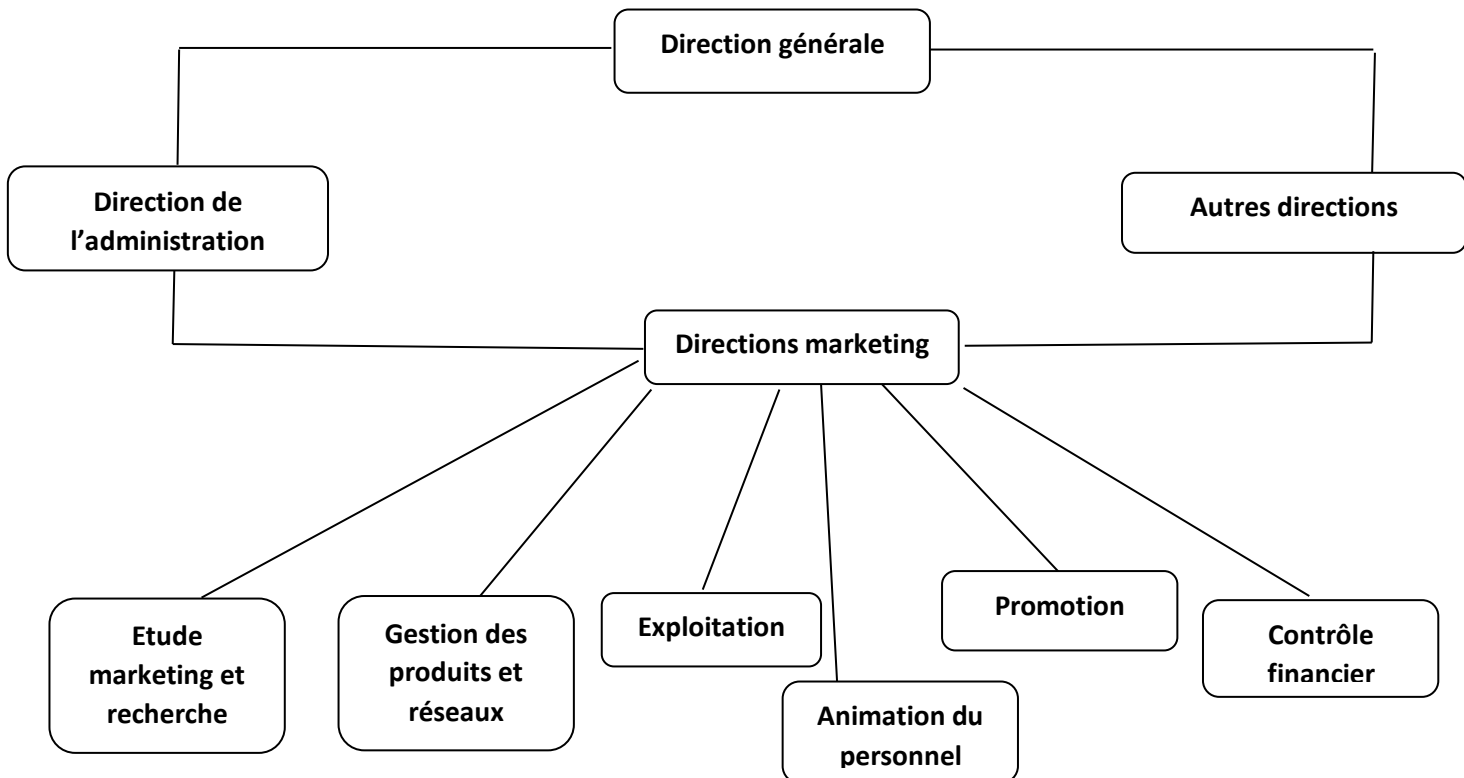 Direction générale
Direction de
l'administration
Autres directions
Directions marketing
Etude
marketing et
recherche
Gestion des
produits et
réseaux
Exploitation
Animation du
personnel
Promotion
Contrôle
financier